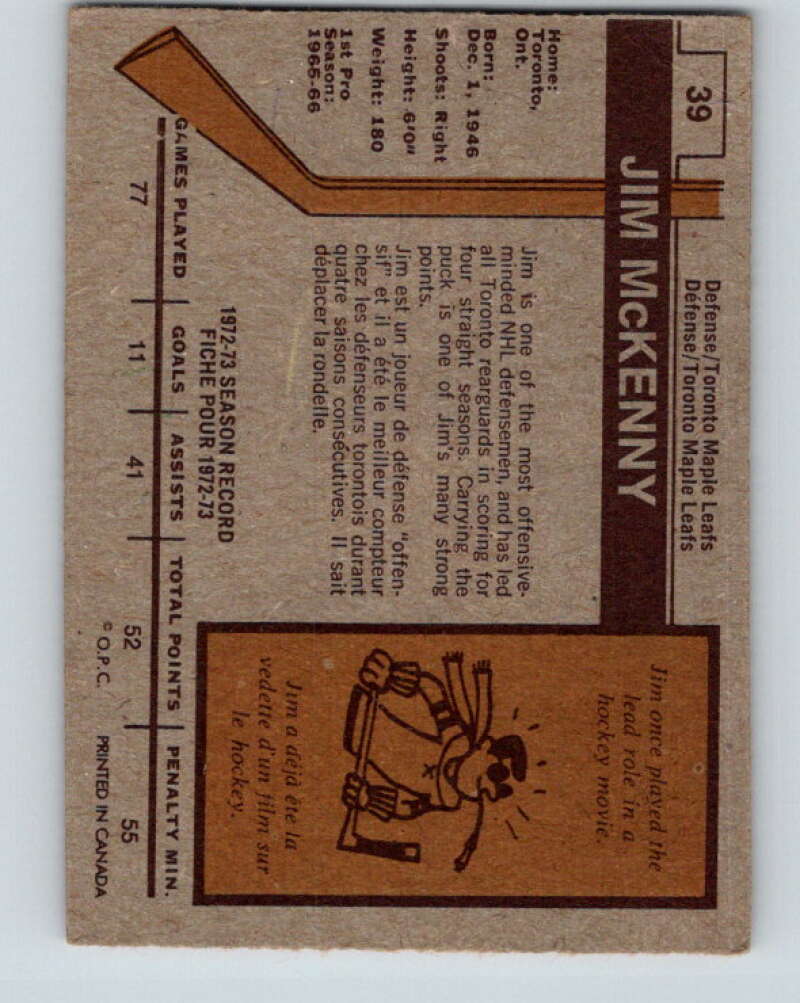 39
Defense/Toronto Maple Leafs
Défense/Toronto Maple Leafs
JIM McKENNY
Home:
Toronto,
Ont.
Born:
Dec. 1, 1946
Shoots: Right
Height: 6'0"
Weight: 180
1st Pro
Season:
1965-66
Jim is one of the most offensive-
minded NHL defensemen, and has led
all Toronto rearguards in scoring for
four straight seasons. Carrying the
puck is one of Jim's many strong
points.
Jim est un joueur de défense "offen-
sif" et il a été le meilleur compteur
chez les défenseurs torontois durant
quatre saisons consécutives. Il sait
déplacer la rondelle.
Jim once played the
lead role in a
hockey movie.
Jim a déjà éte la
vedette d'un film sur
le hockey.
1972-73 SEASON RECORD
FICHE POUR 1972-73
GAMES PLAYED GOALS ASSISTS TOTAL POINTS PENALTY MIN.
77 11 41 52 55
© O.P.C. PRINTED IN CANADA